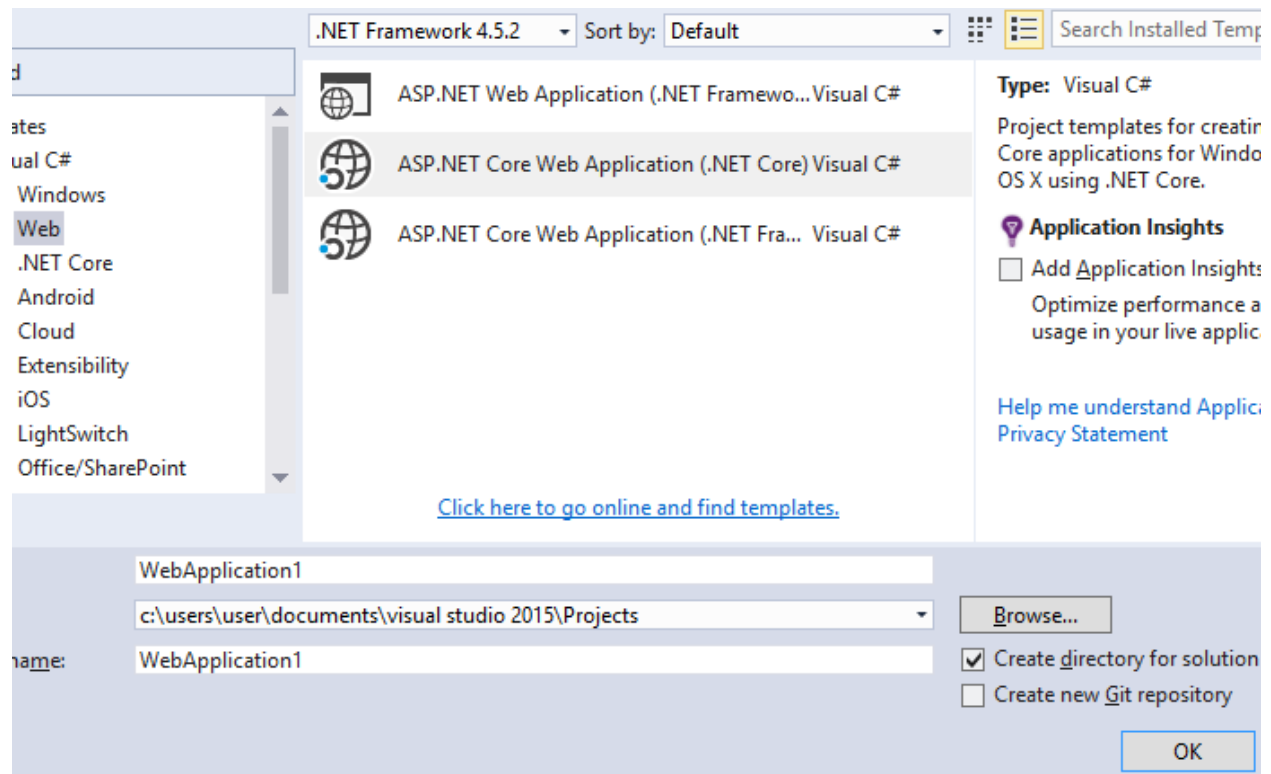 .NET Framework 4.5.2 Sort by: Default Search Installed Temp
d
ates
ual C#
Windows
Web
.NET Core
Android
Cloud
Extensibility
iOS
LightSwitch
Office/SharePoint
ASP.NET Web Application (.NET Framewo... Visual C#
ASP.NET Core Web Application (.NET Core) Visual C#
ASP.NET Core Web Application (.NET Fra... Visual C#
Click here to go online and find templates.
Type: Visual C#
Project templates for creatin
Core applications for Windo
OS X using .NET Core.
Application Insights
Add Application Insights
Optimize performance a
usage in your live applica
Help me understand Applica
Privacy Statement
WebApplication1
c:\users\user\documents\visual studio 2015\Projects Browse...
name: WebApplication1
Create directory for solution
Create new Git repository
OK